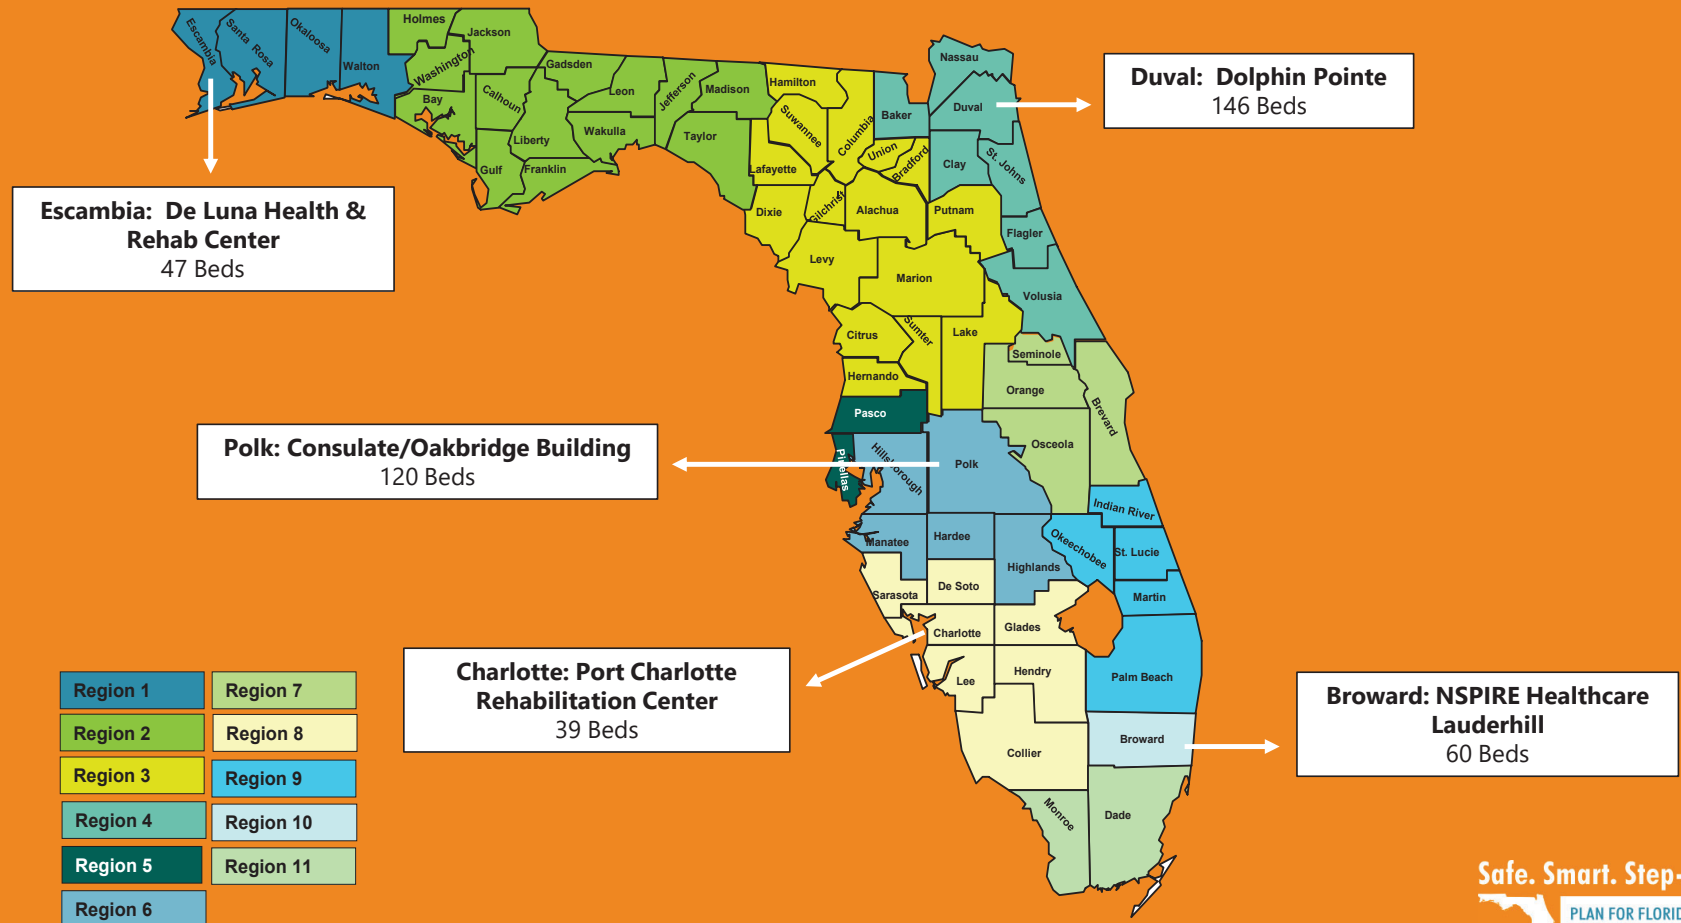 Escambia
Santa Rosa
Okaloosa
Walton
Holmes
Jackson
Washington
Bay
Calhoun
Gulf
Gadsden
Liberty
Franklin
Leon
Wakulla
Jefferson
Madison
Taylor
Hamilton
Suwannee
Lafayette
Columbia
Baker
Nassau
Duval
Union
Bradford
Clay
St. Johns
Dixie
Gilchrist
Alachua
Putnam
Flagler
Levy
Marion
Volusia
Citrus
Sumter
Lake
Hernando
Seminole
Orange
Brevard
Pasco
Osceola
Pinellas
Hillsborough
Polk
Indian River
Manatee
Hardee
Highlands
Okeechobee
St. Lucie
Sarasota
De Soto
Martin
Charlotte
Glades
Lee
Hendry
Palm Beach
Collier
Broward
Monroe
Dade
Duval: Dolphin Pointe
146 Beds
Escambia: De Luna Health &
Rehab Center
47 Beds
Polk: Consulate/Oakbridge Building
120 Beds
Charlotte: Port Charlotte
Rehabilitation Center
39 Beds
Broward: NSPIRE Healthcare
Lauderhill
60 Beds
Region 1
Region 2
Region 3
Region 4
Region 5
Region 6
Region 7
Region 8
Region 9
Region 10
Region 11
Safe. Smart. Step-
PLAN FOR FLORID